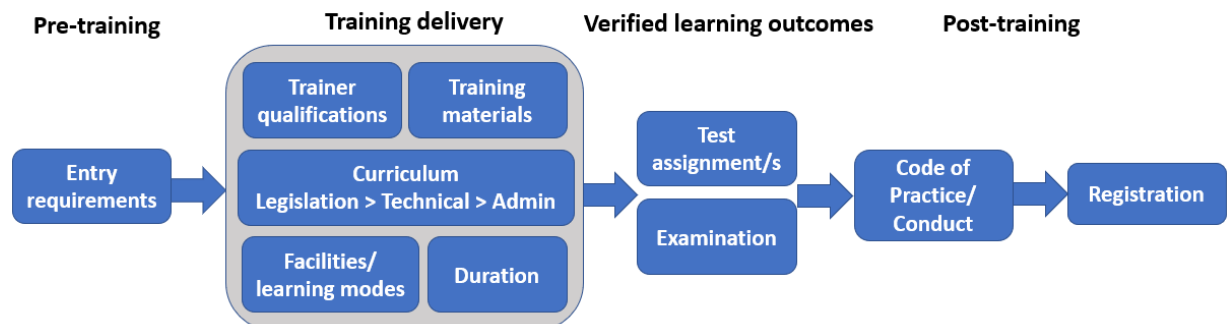 Pre-training
Training delivery
Verified learning outcomes
Post-training
Entry
requirements
Trainer
qualifications
Training
materials
Curriculum
Legislation > Technical > Admin
Facilities/
learning modes
Duration
Test
assignment/s
Examination
Code of
Practice/
Conduct
Registration